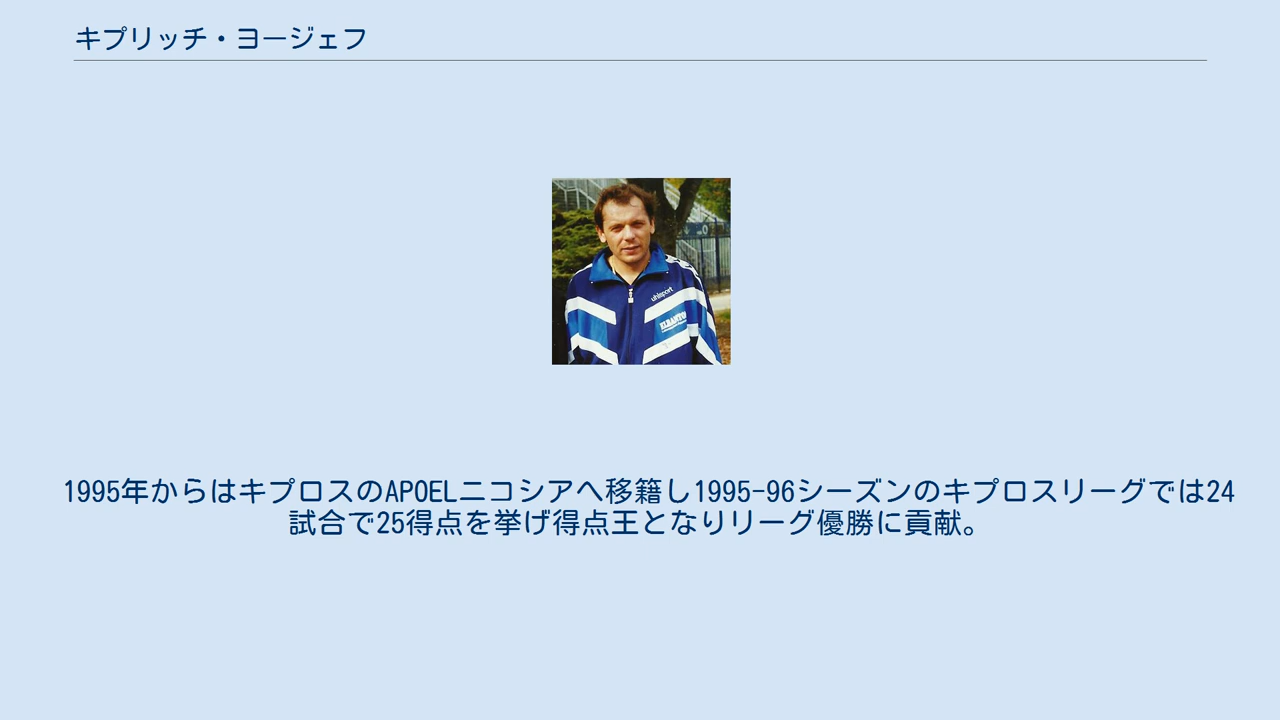 キプリッチ・ヨージェフ
uhlsport
1995年からはキプロスのAPOELニコシアへ移籍し1995-96シーズンのキプロスリーグでは24
試合で25得点を挙げ得点王となりリーグ優勝に貢献。